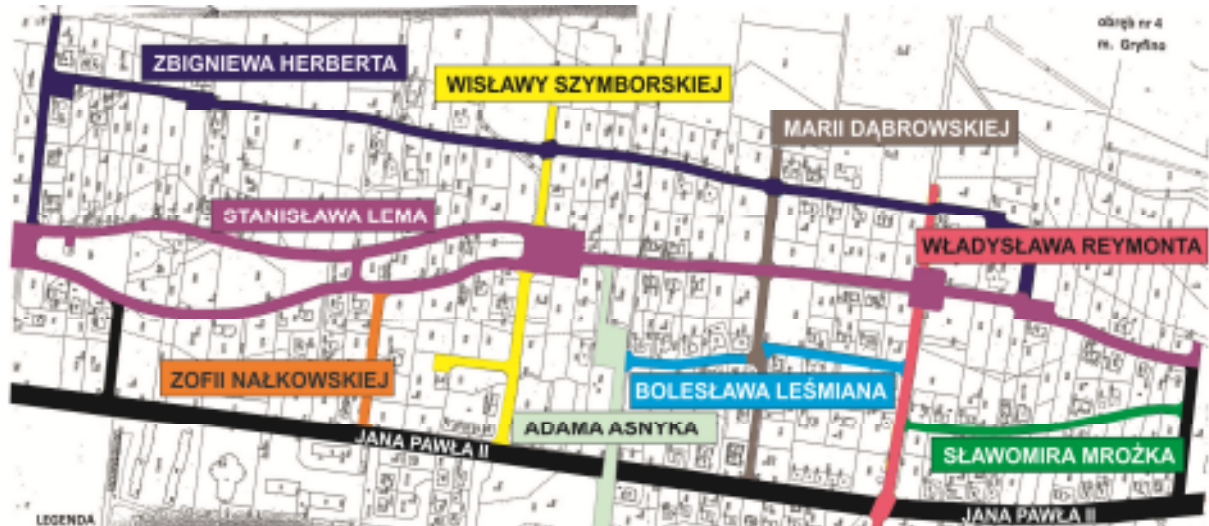 obręb nr 4
m. Gryfino
ZBIGNIEWA HERBERTA
WISŁAWY SZYMBORSKIEJ
MARII DĄBROWSKIEJ
STANISŁAWA LEMA
WŁADYSŁAWA REYMONTA
ZOFII NAŁKOWSKIEJ
BOLESŁAWA LEŚMIANA
ADAMA ASNYKA
JANA PAWŁA II
SŁAWOMIRA MROŻKA
LEGENDA
JANA PAWŁA II